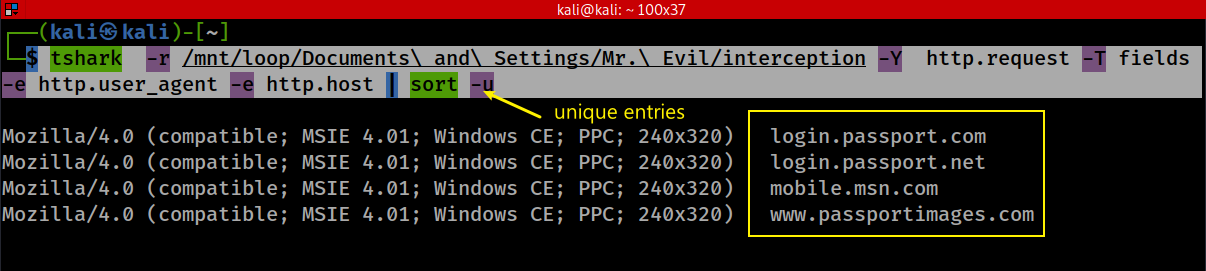 kali@kali: ~ 100x37
┌──(kali㉿kali)-[~]
└─$ tshark -r /mnt/loop/Documents\ and\ Settings/Mr.\ Evil/interception -Y http.request -T fields
-e http.user_agent -e http.host | sort -u
unique entries
Mozilla/4.0 (compatible; MSIE 4.01; Windows CE; PPC; 240x320) login.passport.com
Mozilla/4.0 (compatible; MSIE 4.01; Windows CE; PPC; 240x320) login.passport.net
Mozilla/4.0 (compatible; MSIE 4.01; Windows CE; PPC; 240x320) mobile.msn.com
Mozilla/4.0 (compatible; MSIE 4.01; Windows CE; PPC; 240x320) www.passportimages.com